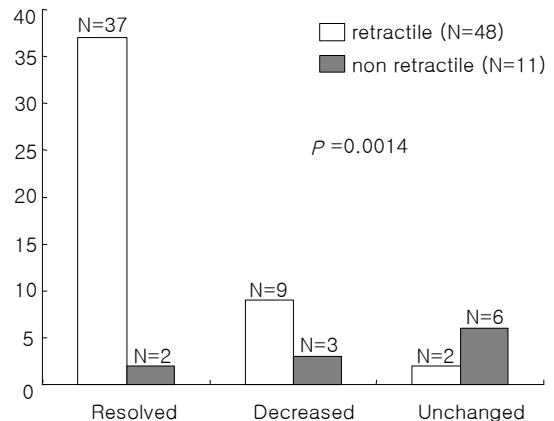 40
35
30
25
20
15
10
5
0
N=37
N=2
N=9
N=3
N=2
N=6
retractile (N=48)
non retractile (N=11)
P =0.0014
Resolved
Decreased
Unchanged